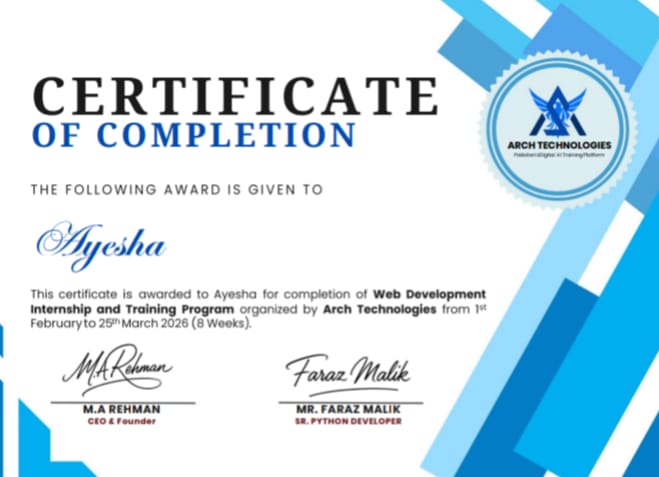 CERTIFICATE
OF COMPLETION
ARCH TECHNOLOGIES
Pakistan's Digital AI Training Platform
THE FOLLOWING AWARD IS GIVEN TO
Ayesha
This certificate is awarded to Ayesha for completion of Web Development
Internship and Training Program organized by Arch Technologies from 1st
February to 25th March 2026 (8 Weeks).
M.A Rehman
Faraz Malik
M.A REHMAN
MR. FARAZ MALIK
CEO & Founder
SR. PYTHON DEVELOPER